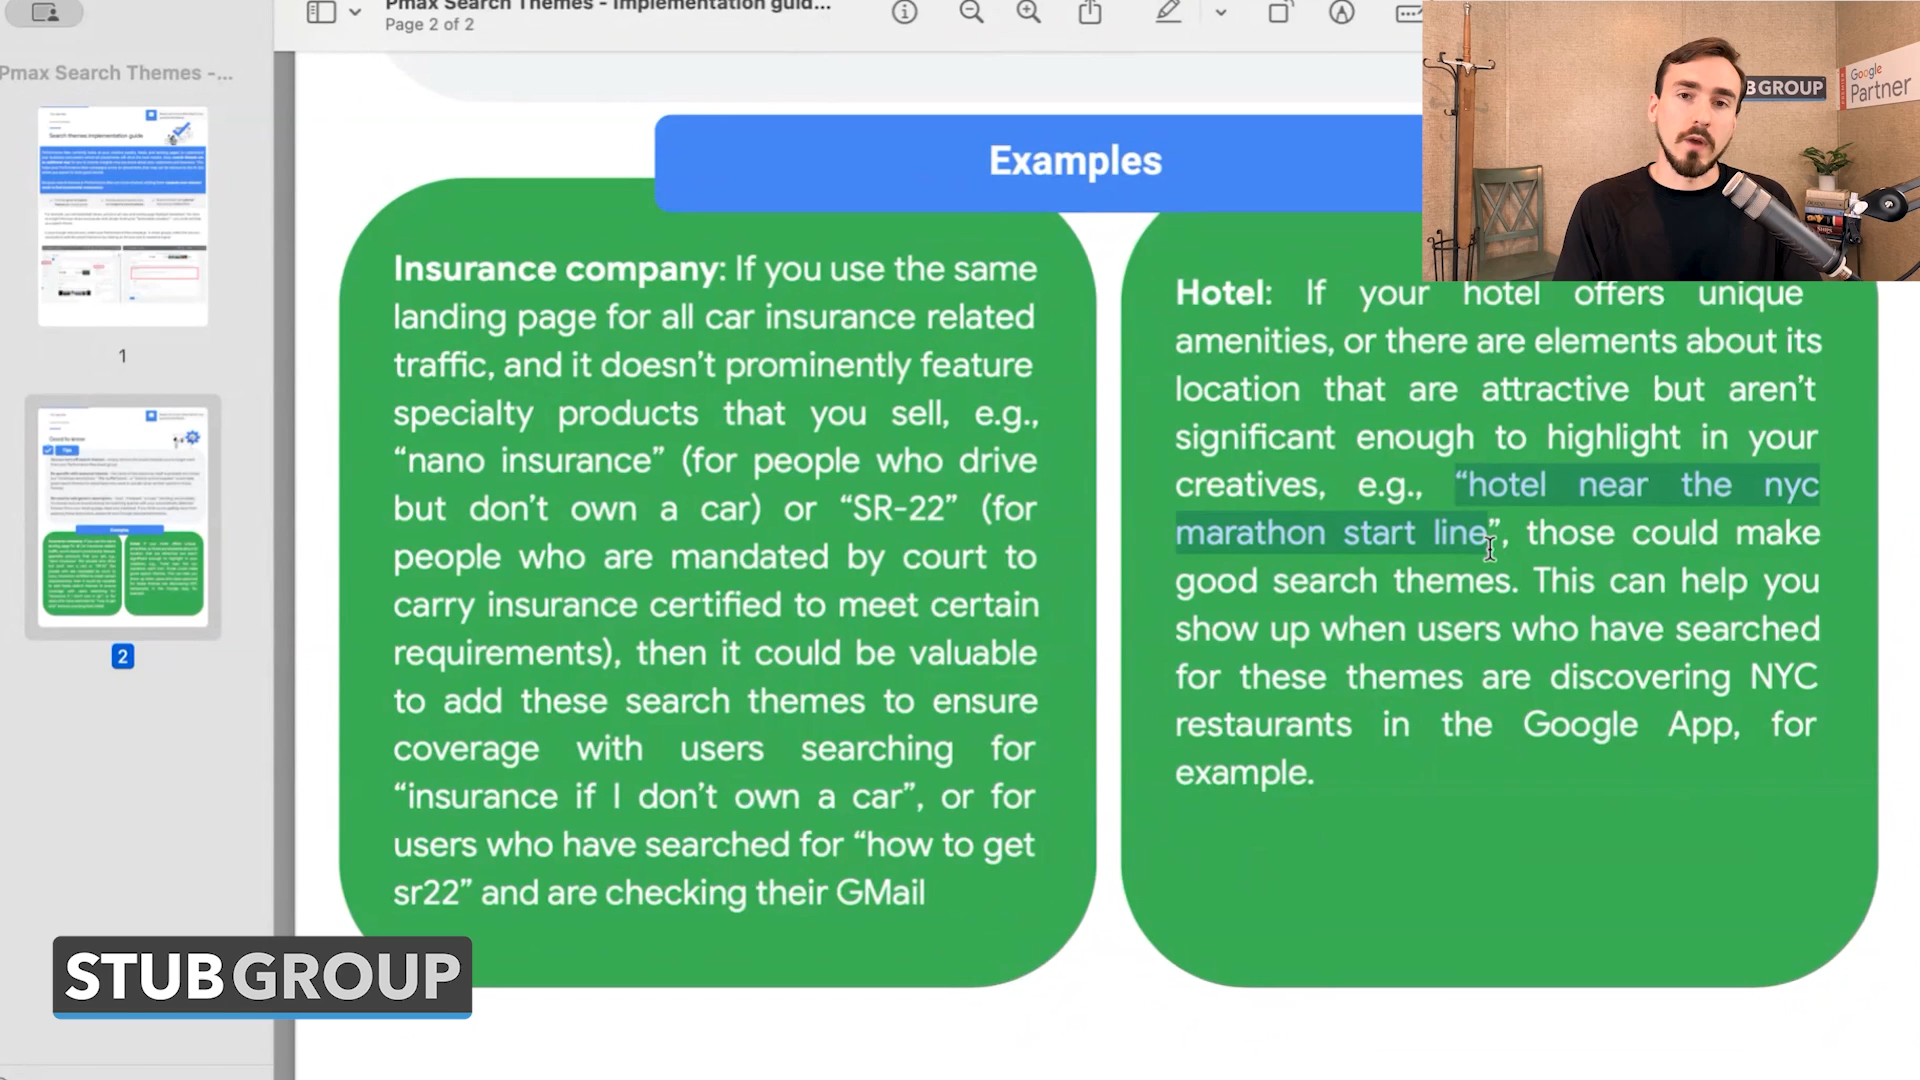 Pmax Search Themes - Implementation guid...
Page 2 of 2
Pmax Search Themes -...
Search themes implementation guide
1
Good to know
Tips
Examples
2
Examples
Insurance company: If you use the same
landing page for all car insurance related
traffic, and it doesn’t prominently feature
specialty products that you sell, e.g.,
“nano insurance” (for people who drive
but don’t own a car) or “SR-22” (for
people who are mandated by court to
carry insurance certified to meet certain
requirements), then it could be valuable
to add these search themes to ensure
coverage with users searching for
“insurance if I don’t own a car”, or for
users who have searched for “how to get
sr22” and are checking their GMail
Hotel: If your hotel offers unique
amenities, or there are elements about its
location that are attractive but aren’t
significant enough to highlight in your
creatives, e.g., “hotel near the nyc
marathon start line”, those could make
good search themes. This can help you
show up when users who have searched
for these themes are discovering NYC
restaurants in the Google App, for
example.
BGROUP
Google
Partner
STUBGROUP